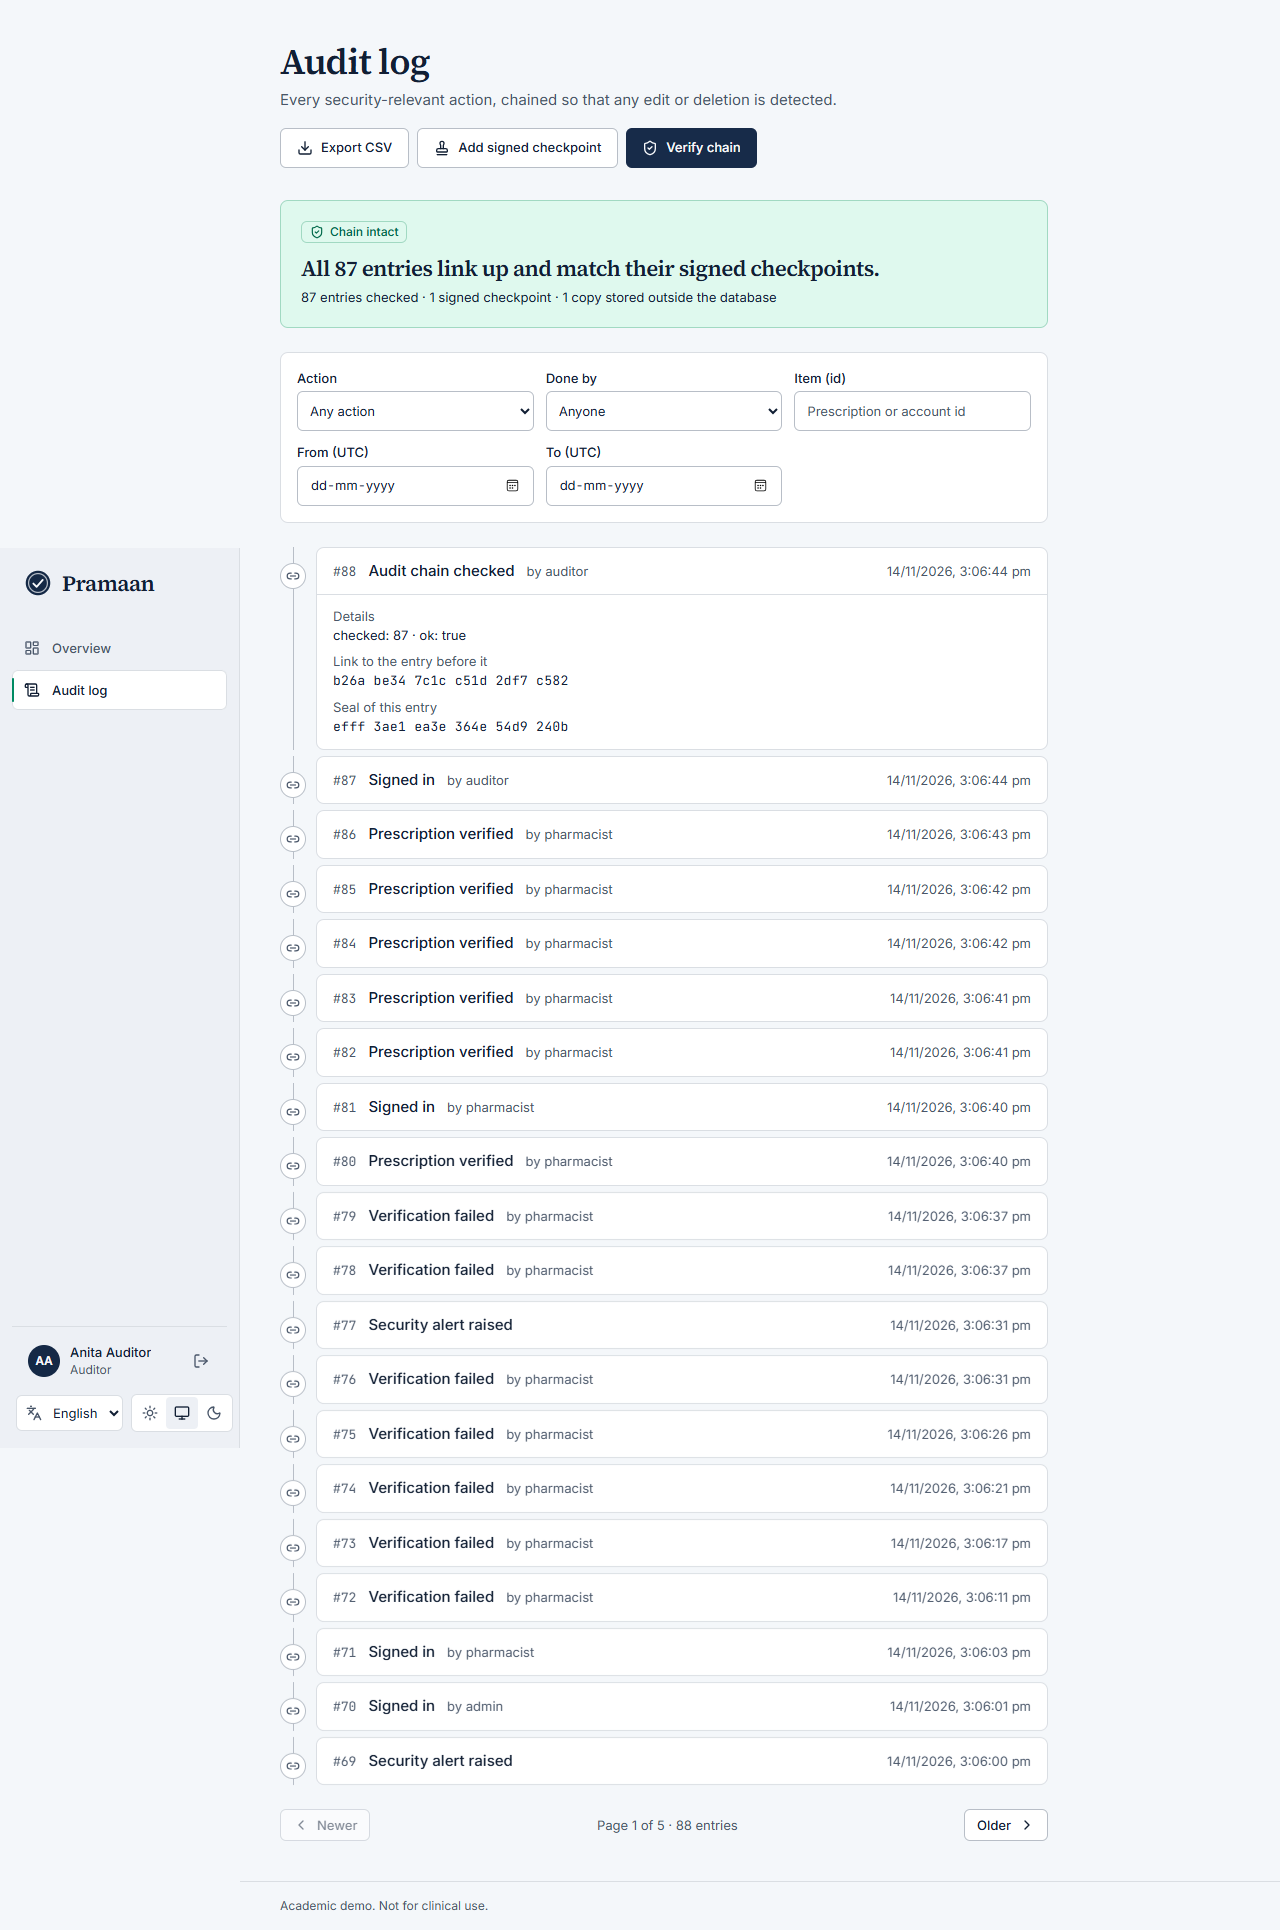 Audit log
Every security-relevant action, chained so that any edit or deletion is detected.
Export CSV
Add signed checkpoint
Verify chain
Chain intact
All 87 entries link up and match their signed checkpoints.
87 entries checked · 1 signed checkpoint · 1 copy stored outside the database
Action
Done by
Item (id)
Any action
Anyone
Prescription or account id
From (UTC)
To (UTC)
dd-mm-yyyy
dd-mm-yyyy
Pramaan
Overview
Audit log
#88 Audit chain checked by auditor 14/11/2026, 3:06:44 pm
Details
checked: 87 · ok: true
Link to the entry before it
b26a be34 7c1c c51d 2df7 c582
Seal of this entry
efff 3ae1 ea3e 364e 54d9 240b
#87 Signed in by auditor 14/11/2026, 3:06:44 pm
#86 Prescription verified by pharmacist 14/11/2026, 3:06:43 pm
#85 Prescription verified by pharmacist 14/11/2026, 3:06:42 pm
#84 Prescription verified by pharmacist 14/11/2026, 3:06:42 pm
#83 Prescription verified by pharmacist 14/11/2026, 3:06:41 pm
#82 Prescription verified by pharmacist 14/11/2026, 3:06:41 pm
#81 Signed in by pharmacist 14/11/2026, 3:06:40 pm
#80 Prescription verified by pharmacist 14/11/2026, 3:06:40 pm
#79 Verification failed by pharmacist 14/11/2026, 3:06:37 pm
#78 Verification failed by pharmacist 14/11/2026, 3:06:37 pm
#77 Security alert raised 14/11/2026, 3:06:31 pm
#76 Verification failed by pharmacist 14/11/2026, 3:06:31 pm
#75 Verification failed by pharmacist 14/11/2026, 3:06:26 pm
#74 Verification failed by pharmacist 14/11/2026, 3:06:21 pm
#73 Verification failed by pharmacist 14/11/2026, 3:06:17 pm
#72 Verification failed by pharmacist 14/11/2026, 3:06:11 pm
#71 Signed in by pharmacist 14/11/2026, 3:06:03 pm
#70 Signed in by admin 14/11/2026, 3:06:01 pm
#69 Security alert raised 14/11/2026, 3:06:00 pm
AA
Anita Auditor
Auditor
English
Newer
Page 1 of 5 · 88 entries
Older
Academic demo. Not for clinical use.